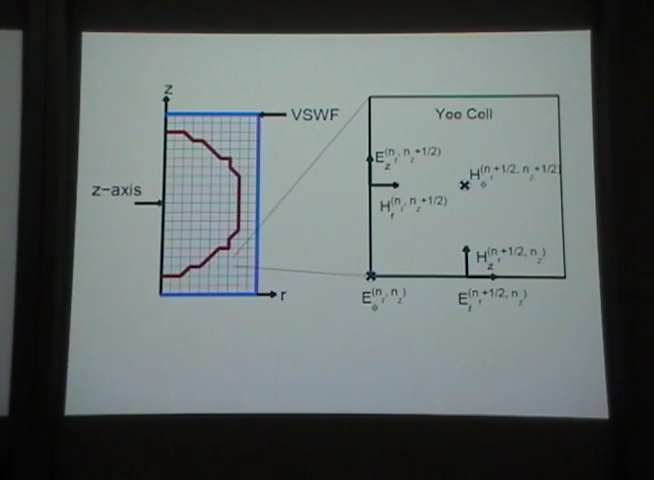 z
VSWF
z-axis
r
Yee Cell
E_z^(n_r, n_z+1/2)
H_r^(n_r, n_z+1/2)
H_ϕ^(n_r+1/2, n_z+1/2)
H_z^(n_r+1/2, n_z)
E_ϕ^(n_r, n_z)
E_r^(n_r+1/2, n_z)